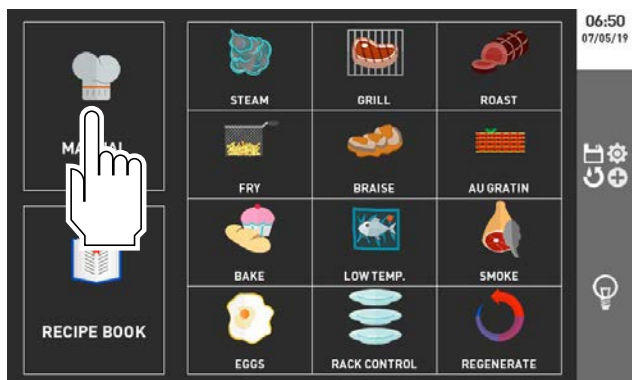 06:50
07/05/19
STEAM
GRILL
ROAST
FRY
BRAISE
AU GRATIN
RECIPE BOOK
BAKE
LOW TEMP.
SMOKE
EGGS
RACK CONTROL
REGENERATE